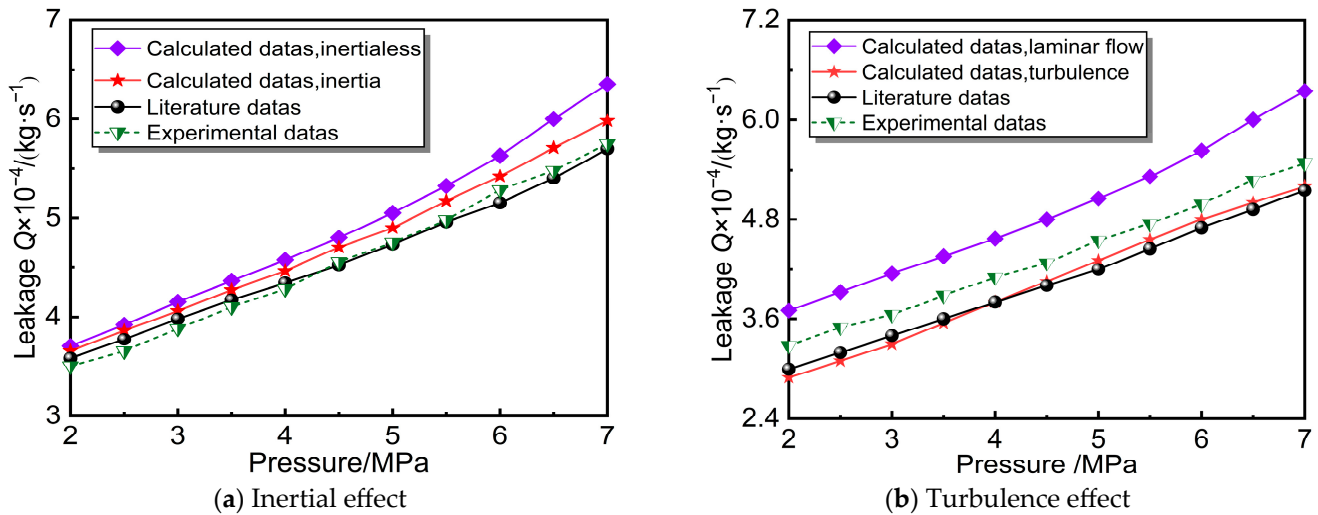 7
6
5
4
3
Leakage Q×10⁻⁴/(kg·s⁻¹)
Calculated datas,inertialess
Calculated datas,inertia
Literature datas
Experimental datas
2 3 4 5 6 7
Pressure/MPa
(a) Inertial effect
7.2
6.0
4.8
3.6
2.4
Leakage Q×10⁻⁴/(kg·s⁻¹)
Calculated datas,laminar flow
Calculated datas,turbulence
Literature datas
Experimental datas
2 3 4 5 6 7
Pressure /MPa
(b) Turbulence effect